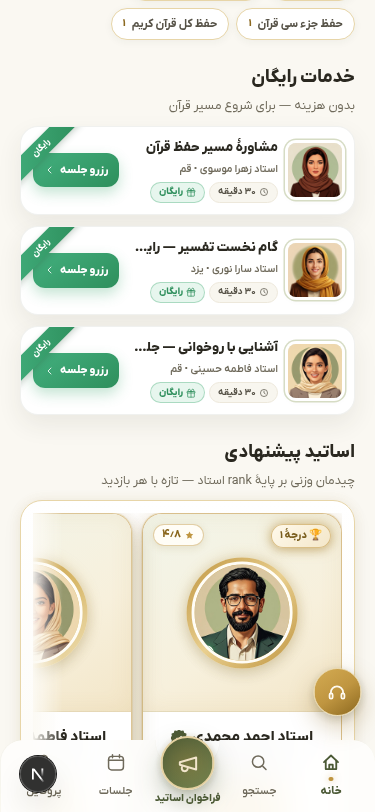 حفظ جزء سی قرآن ۱
حفظ کل قرآن کریم ۱
خدمات رایگان
بدون هزینه — برای شروع مسیر قرآن
رایگان
مشاورهٔ مسیر حفظ قرآن
استاد زهرا موسوی • قم
۳۰ دقیقه
رایگان
رزرو جلسه
رایگان
گام نخست تفسیر — رایـ...
استاد سارا نوری • یزد
۳۰ دقیقه
رایگان
رزرو جلسه
رایگان
آشنایی با روخوانی — جلـ...
استاد فاطمه حسینی • قم
۳۰ دقیقه
رایگان
رزرو جلسه
اساتید پیشنهادی
چیدمان وزنی بر پایهٔ rank استاد — تازه با هر بازدید
درجهٔ ۱
۴/۸
استاد احمد محمدی
استاد فاطمه
خانه
جستجو
فراخوان اساتید
جلسات
N